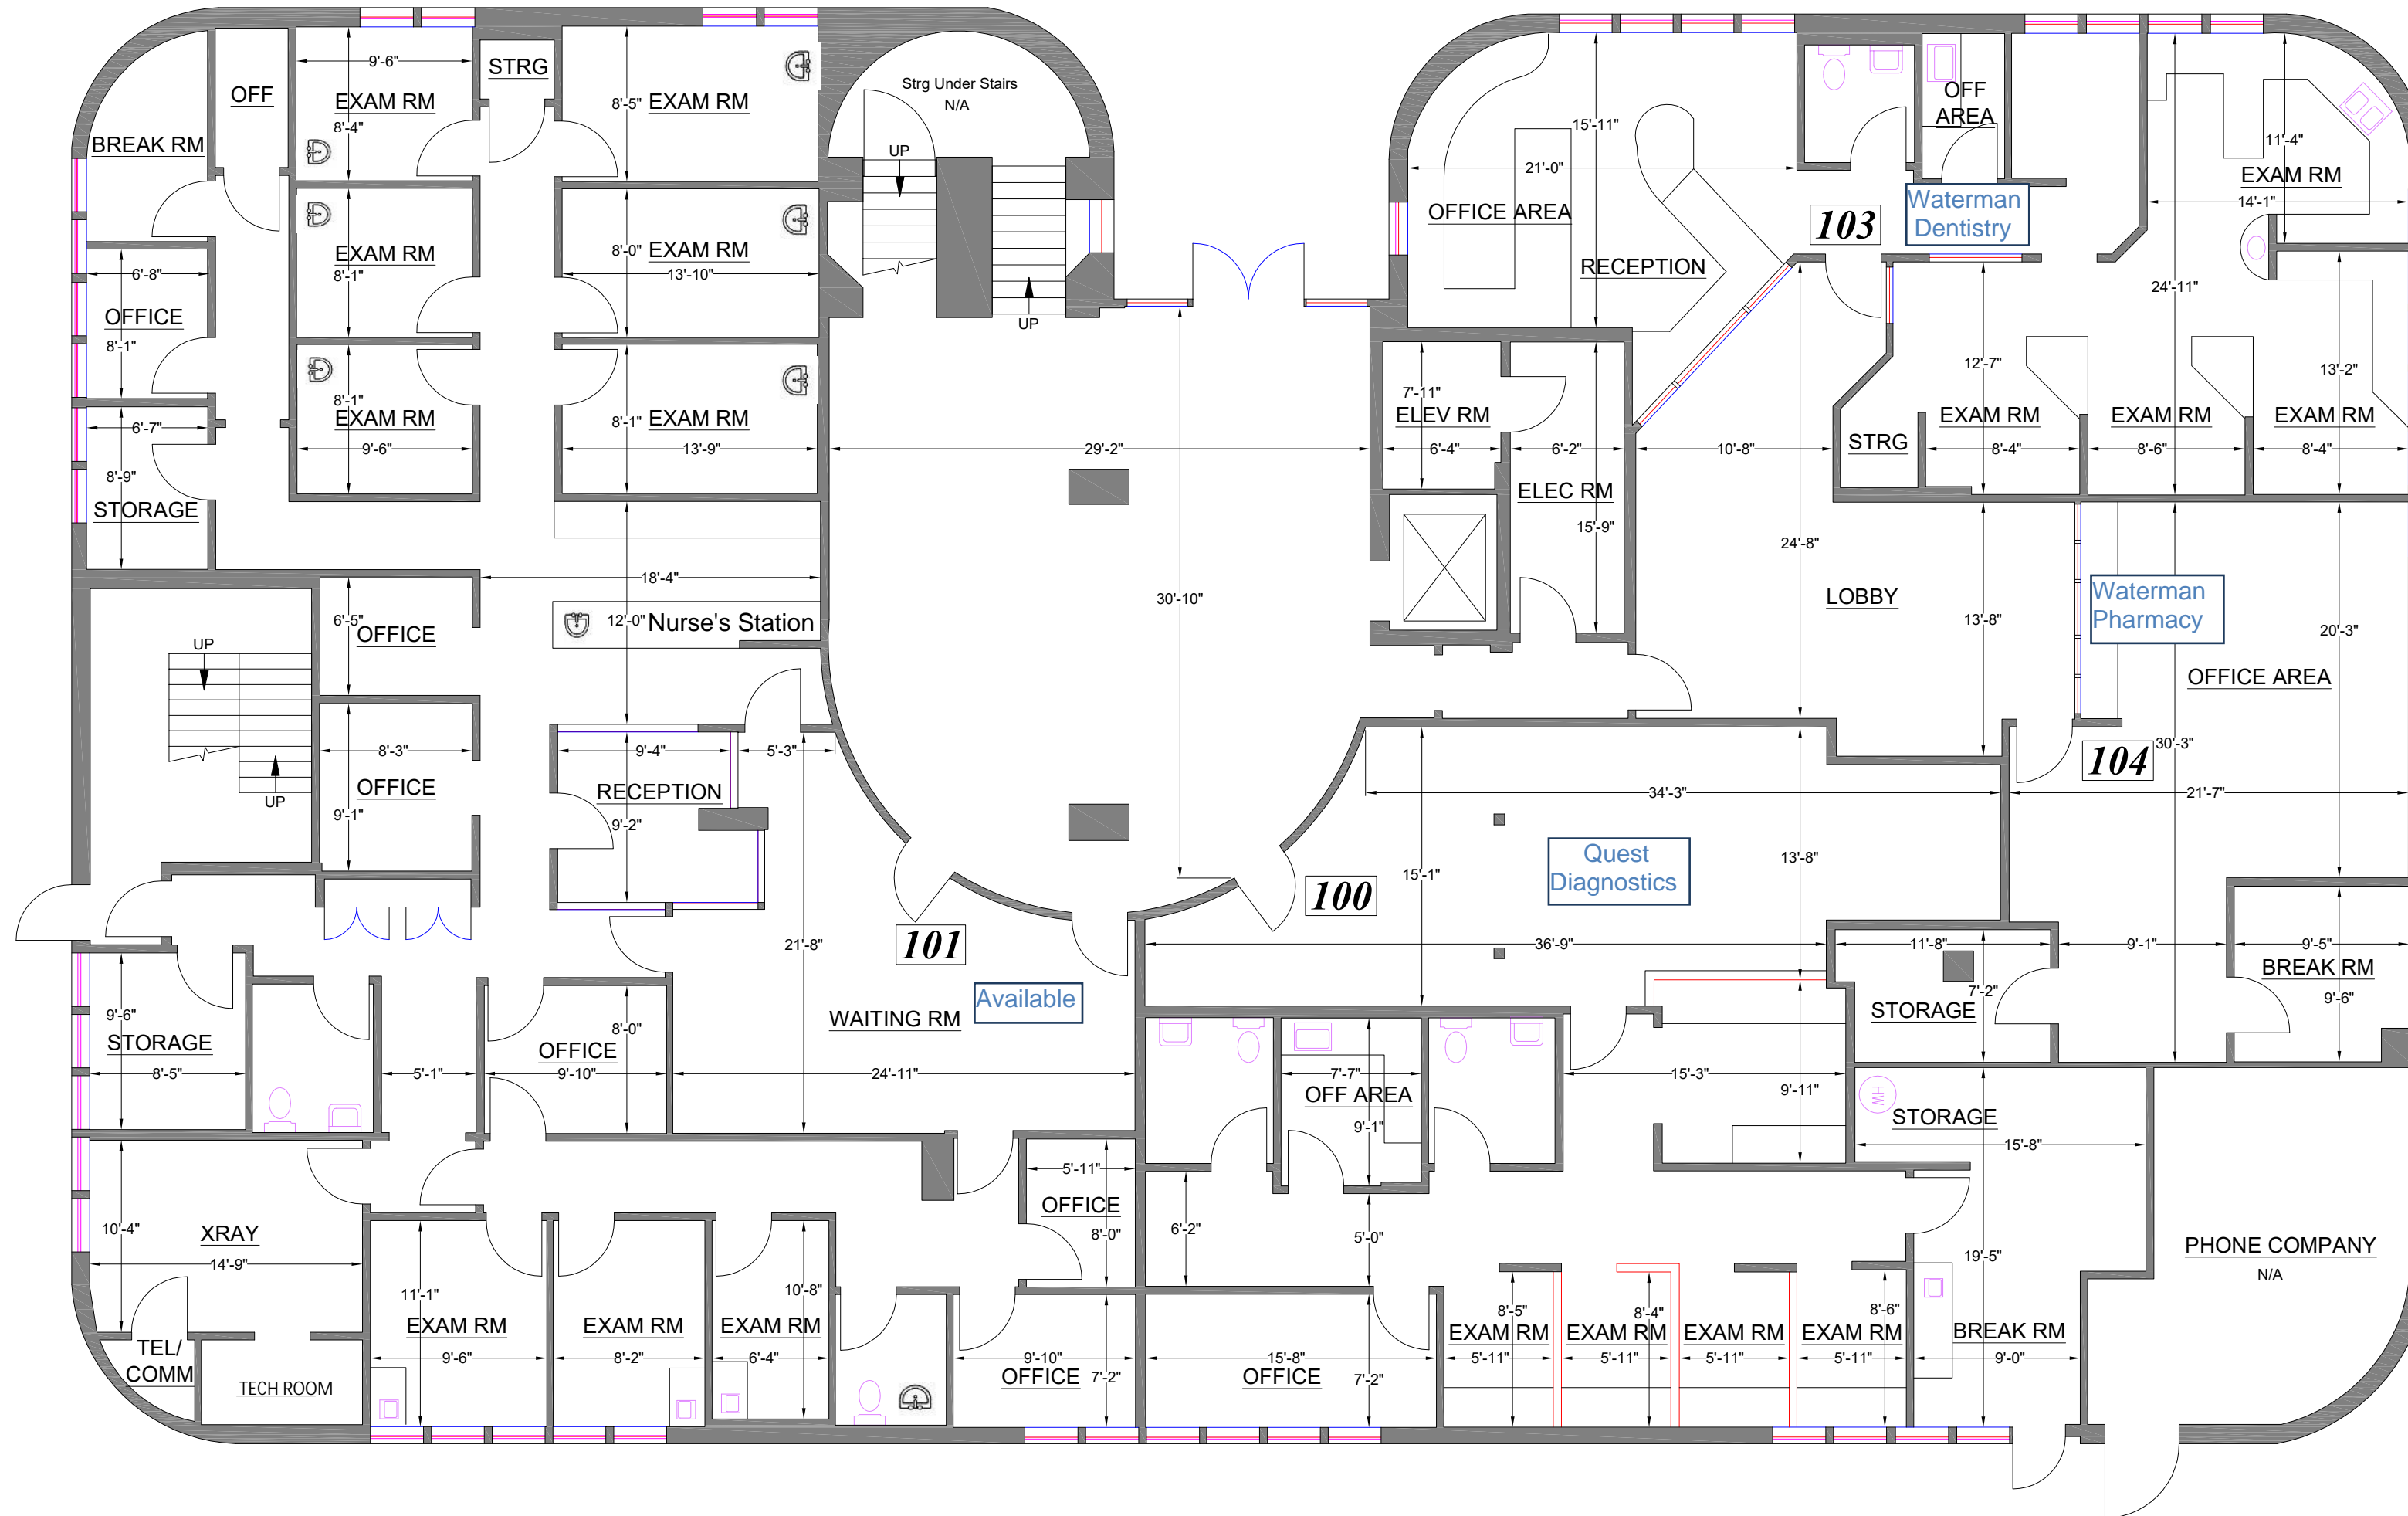 BREAK RM
OFF
9'-6"
EXAM RM
8'-4"
STRG
8'-5" EXAM RM
Strg Under Stairs
N/A
UP
UP
EXAM RM
8'-1"
8'-0" EXAM RM
13'-10"
6'-8"
OFFICE
8'-1"
8'-1"
EXAM RM
9'-6"
8'-1" EXAM RM
13'-9"
6'-7"
8'-9"
STORAGE
18'-4"
12'-0" Nurse's Station
6'-5"
OFFICE
UP
UP
8'-3"
OFFICE
9'-1"
9'-4"
5'-3"
RECEPTION
9'-2"
29'-2"
30'-10"
21'-8"
101
Available
WAITING RM
24'-11"
9'-6"
STORAGE
8'-5"
5'-1"
8'-0"
OFFICE
9'-10"
10'-4"
XRAY
14'-9"
TEL/
COMM
TECH ROOM
11'-1"
EXAM RM
9'-6"
EXAM RM
8'-2"
10'-8"
EXAM RM
6'-4"
5'-11"
OFFICE
8'-0"
9'-10"
OFFICE
7'-2"
15'-11"
21'-0"
OFFICE AREA
RECEPTION
103
Waterman
Dentistry
OFF
AREA
11'-4"
EXAM RM
14'-1"
24'-11"
7'-11"
ELEV RM
6'-4"
6'-2"
ELEC RM
15'-9"
10'-8"
24'-8"
STRG
12'-7"
EXAM RM
8'-4"
EXAM RM
8'-6"
13'-2"
EXAM RM
8'-4"
LOBBY
13'-8"
Waterman
Pharmacy
20'-3"
OFFICE AREA
104
30'-3"
21'-7"
34'-3"
15'-1"
13'-8"
Quest
Diagnostics
100
36'-9"
11'-8"
7'-2"
STORAGE
9'-1"
9'-5"
BREAK RM
9'-6"
7'-7"
OFF AREA
9'-1"
15'-3"
9'-11"
HW
STORAGE
15'-8"
6'-2"
5'-0"
15'-8"
OFFICE
7'-2"
8'-5"
EXAM RM
5'-11"
8'-4"
EXAM RM
5'-11"
EXAM RM
5'-11"
8'-6"
EXAM RM
5'-11"
19'-5"
BREAK RM
9'-0"
PHONE COMPANY
N/A